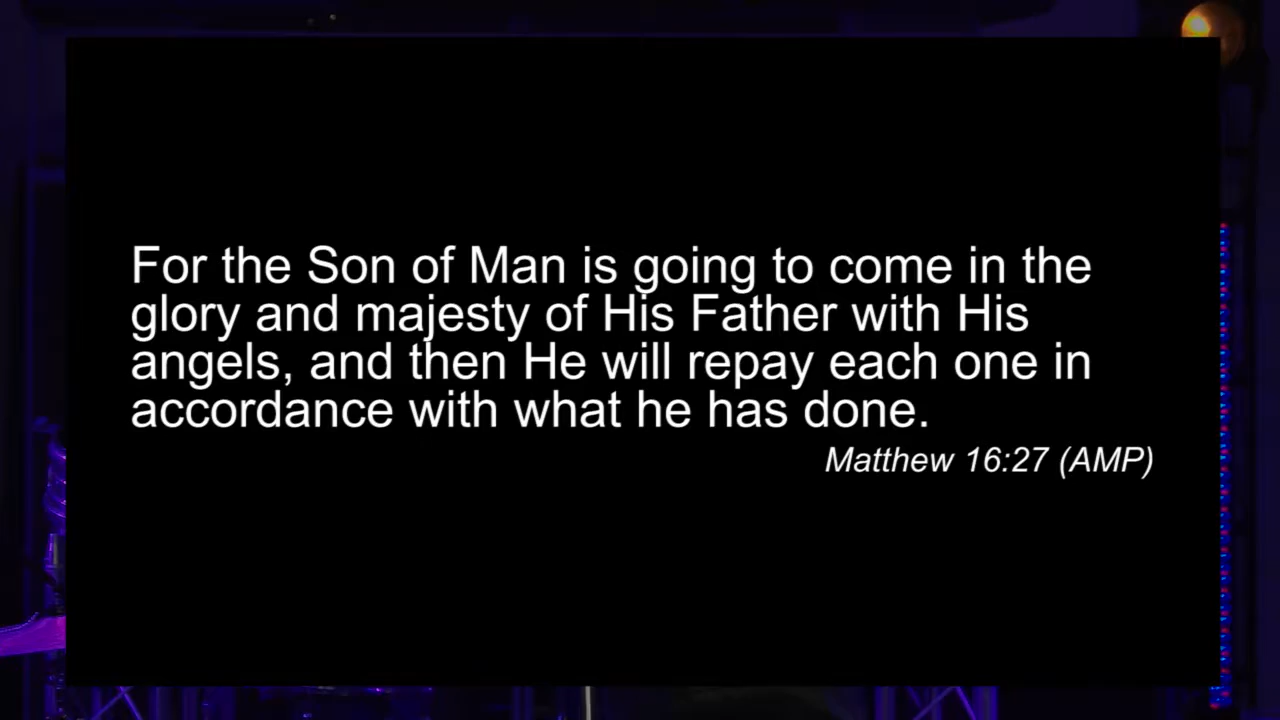 For the Son of Man is going to come in the
glory and majesty of His Father with His
angels, and then He will repay each one in
accordance with what he has done.
Matthew 16:27 (AMP)